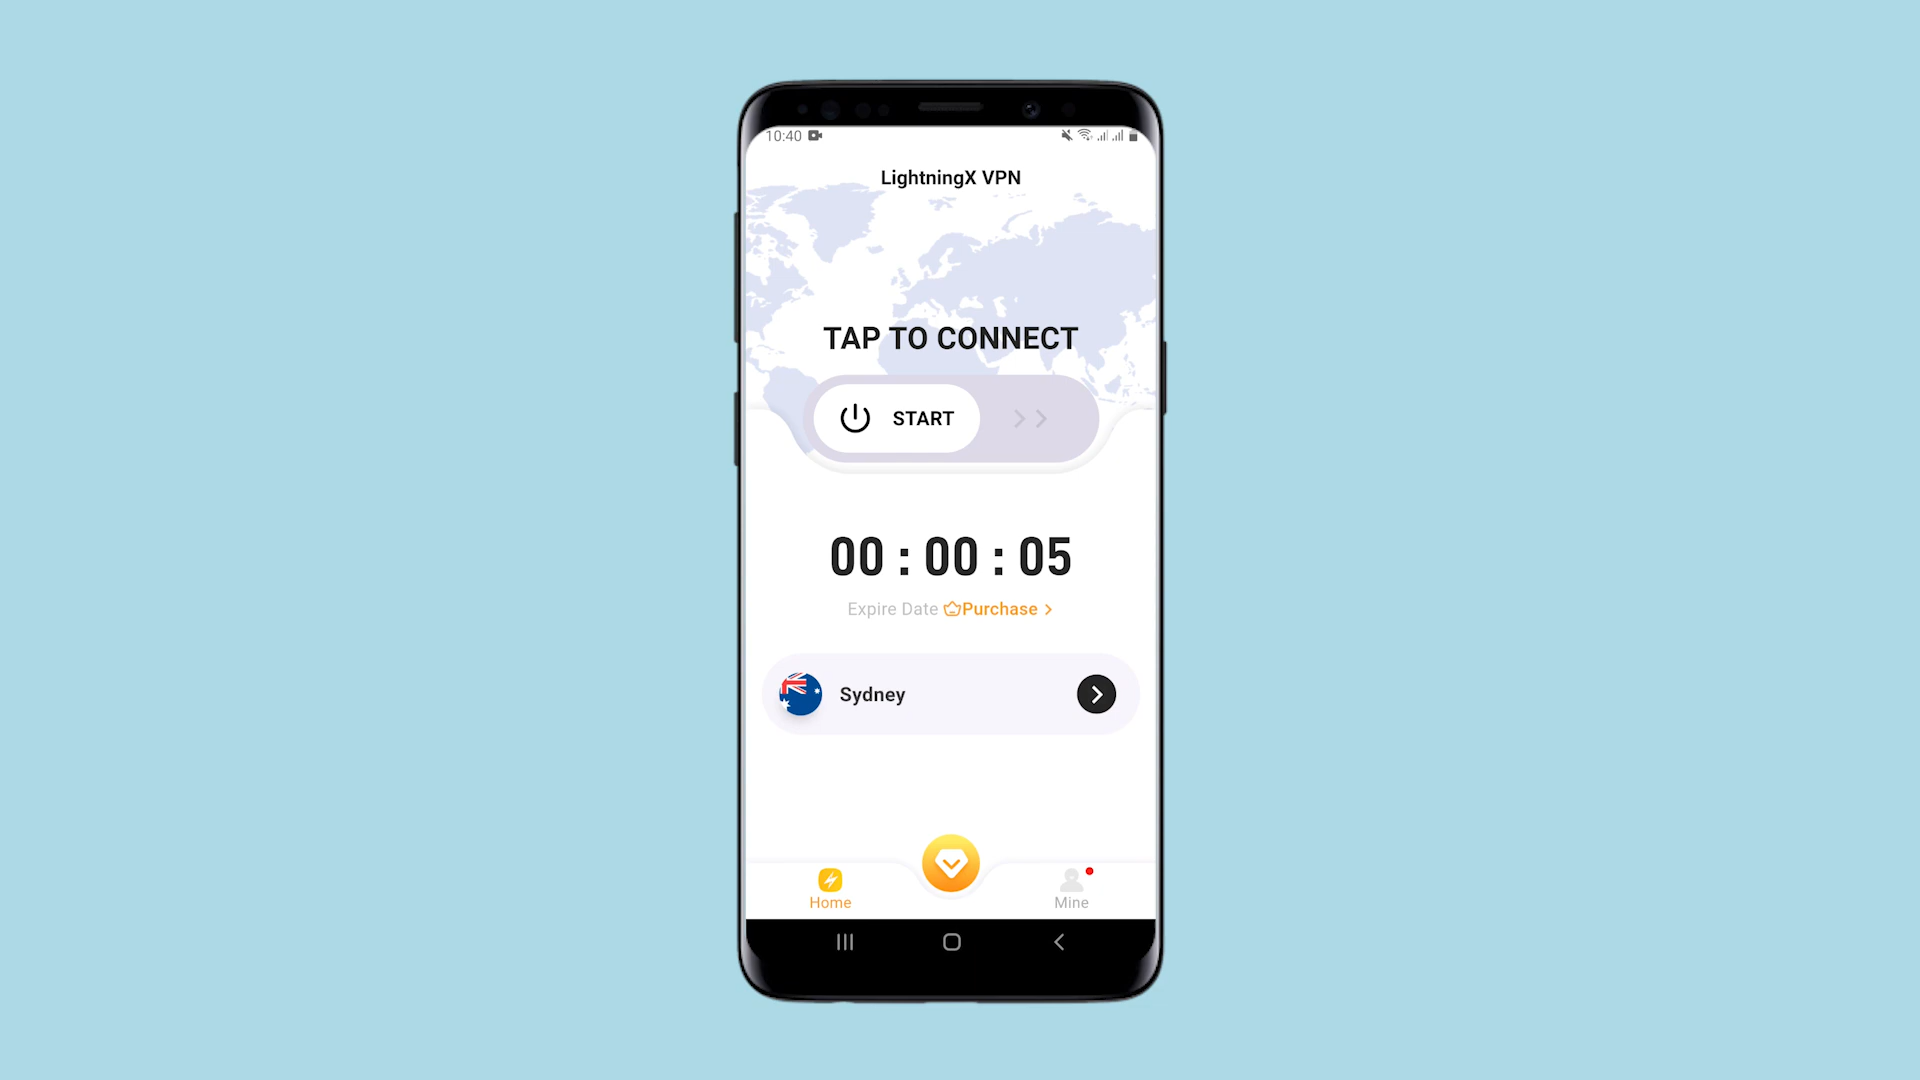 10:40
LightningX VPN
TAP TO CONNECT
START
00 : 00 : 05
Expire Date Purchase >
Sydney
Home
Mine